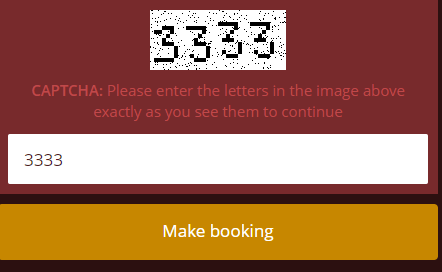 3333
CAPTCHA: Please enter the letters in the image above
exactly as you see them to continue
3333
Make booking